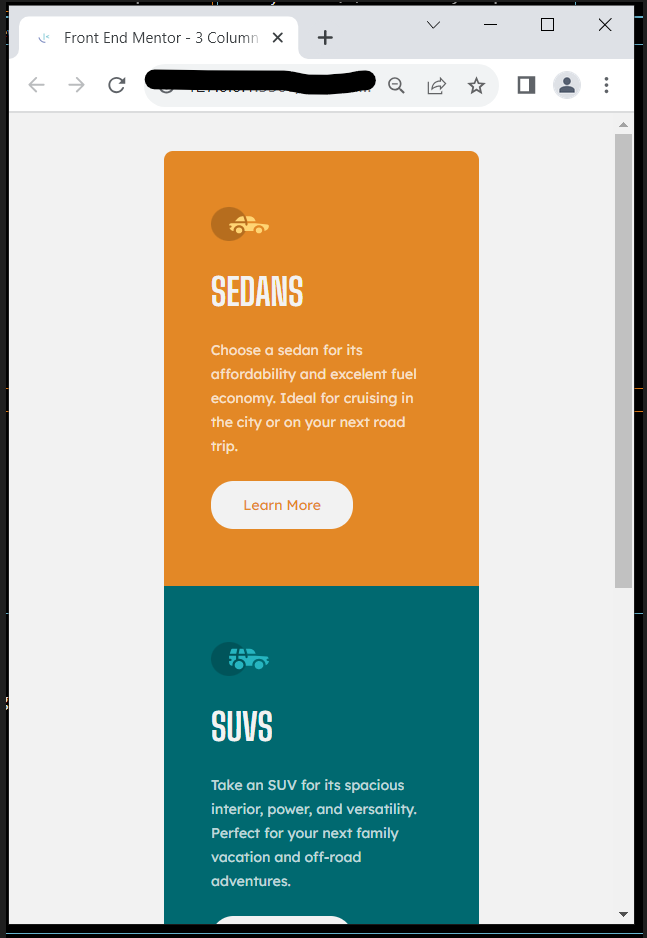 Front End Mentor - 3 Column
SEDANS
Choose a sedan for its
affordability and excelent fuel
economy. Ideal for cruising in
the city or on your next road
trip.
Learn More
SUVS
Take an SUV for its spacious
interior, power, and versatility.
Perfect for your next family
vacation and off-road
adventures.